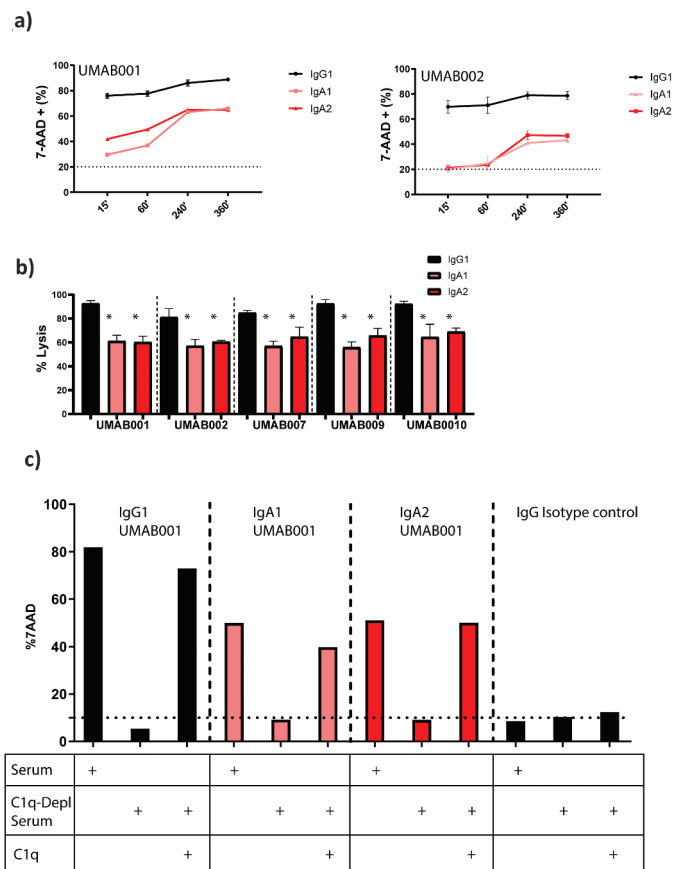 a)
UMAB001
IgG1
IgA1
IgA2
7-AAD + (%)
100
80
60
40
20
0
15'
60'
240'
360'
UMAB002
IgG1
IgA1
IgA2
7-AAD + (%)
100
80
60
40
20
0
15'
60'
240'
360'
b)
IgG1
IgA1
IgA2
% Lysis
100
80
60
40
20
0
* * * * * * * * * *
UMAB001 UMAB002 UMAB007 UMAB009 UMAB0010
c)
%7AAD
100
80
60
40
20
0
IgG1
UMAB001
IgA1
UMAB001
IgA2
UMAB001
IgG Isotype control
Serum + + + +
C1q-Depl + + + + + + + +
Serum
C1q + + + +